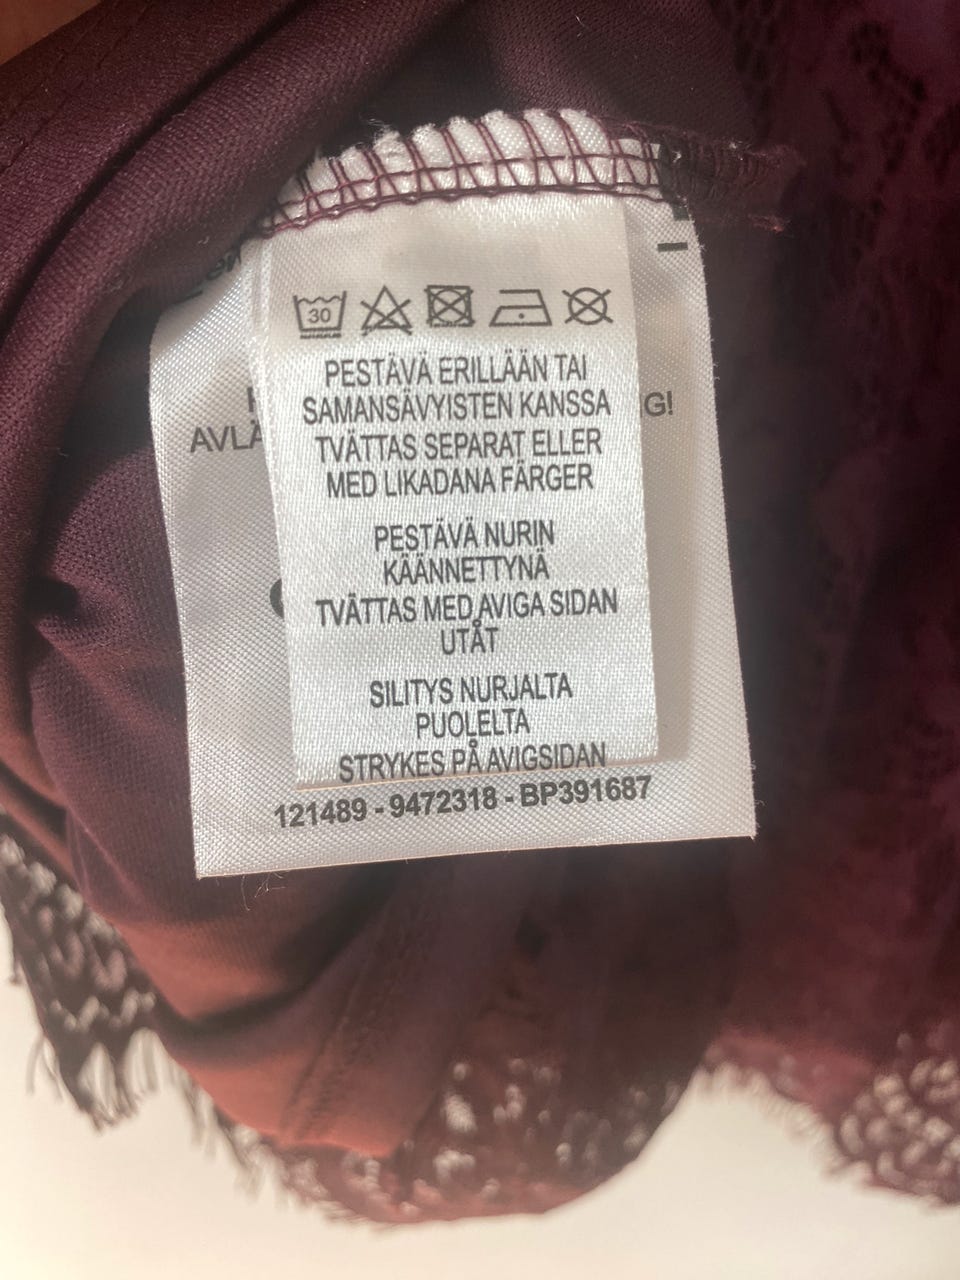 30
PESTÄVÄ ERILLÄÄN TAI
SAMANSÄVYISTEN KANSSA
TVÄTTAS SEPARAT ELLER
MED LIKADANA FÄRGER
PESTÄVÄ NURIN
KÄÄNNETTYNÄ
TVÄTTAS MED AVIGA SIDAN
UTÅT
SILITYS NURJALTA
PUOLELTA
STRYKES PÅ AVIGSIDAN
121489 - 9472318 - BP391687